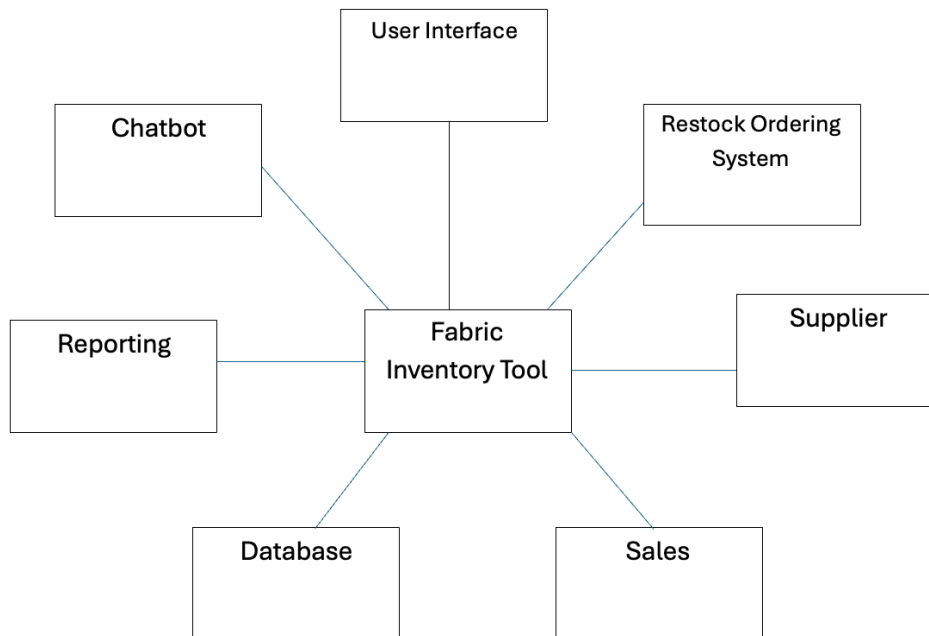 User Interface
Chatbot
Restock Ordering
System
Supplier
Fabric
Inventory Tool
Reporting
Database
Sales